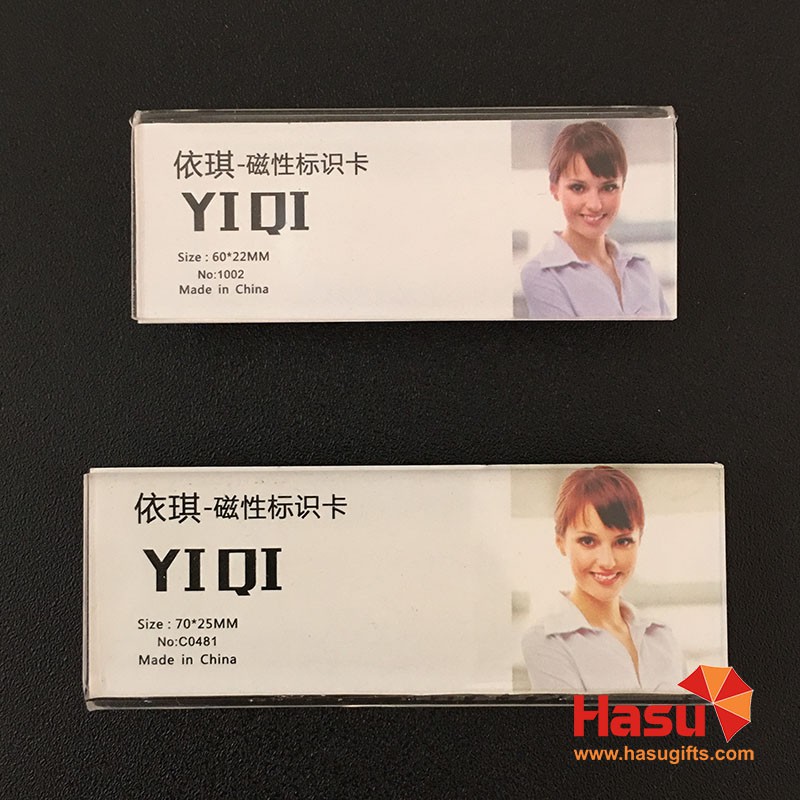 依琪-磁性标识卡
YIQI
Size : 60*22MM
No:1002
Made in China
依琪-磁性标识卡
YIQI
Size : 70*25MM
No:C0481
Made in China
Hasu
www.hasugifts.com